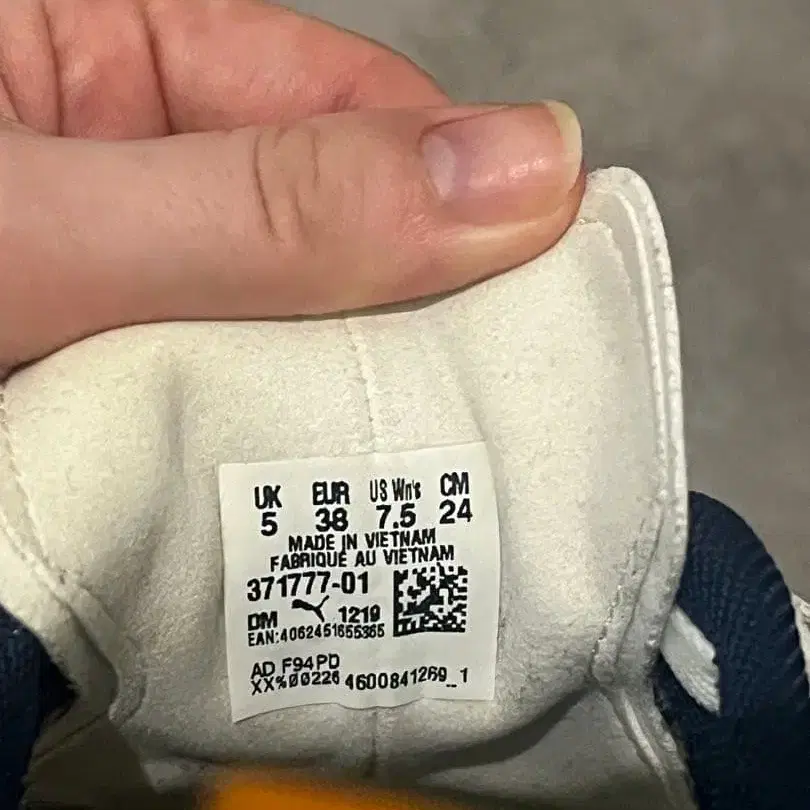 UK EUR US Wn's CM
5 38 7.5 24
MADE IN VIETNAM
FABRIQUÉ AU VIETNAM
371777-01
DM 1219
EAN:4062451655365
AD F94PD
XX%00226 4600841269_1